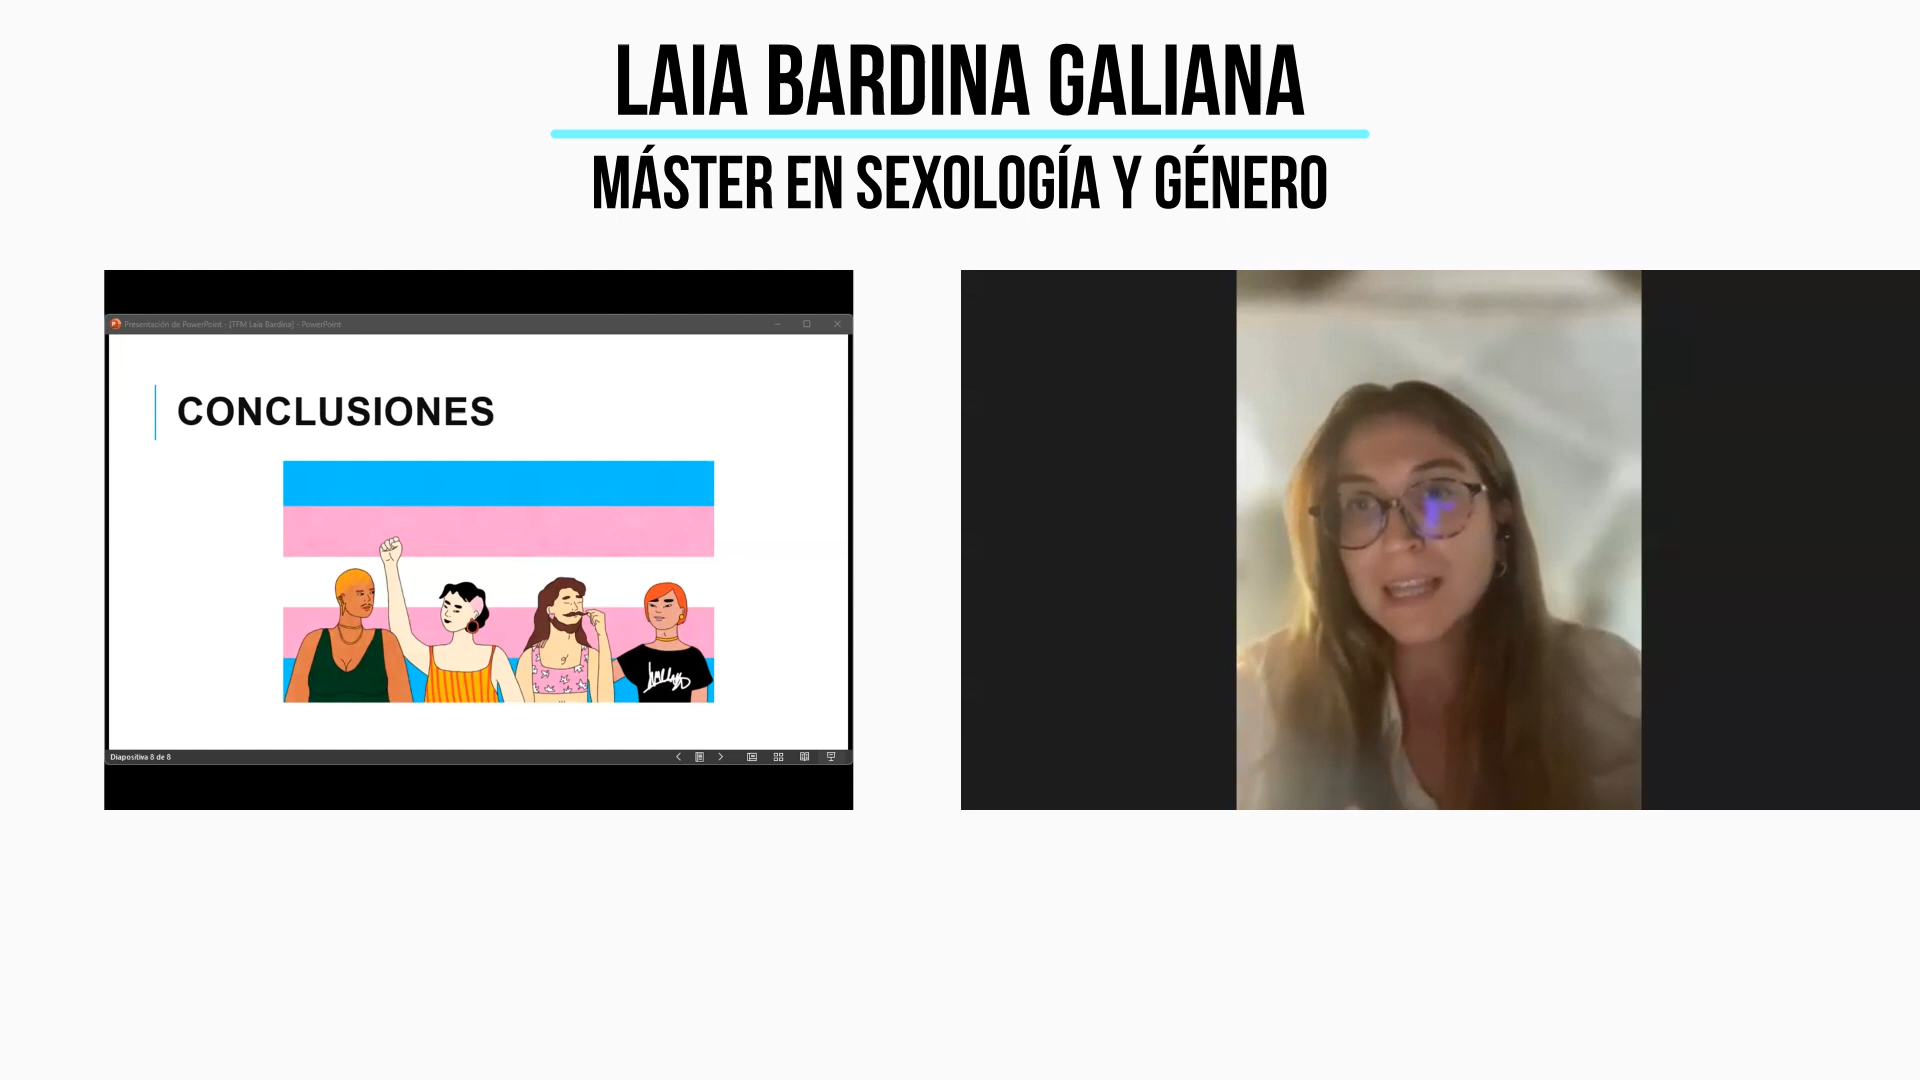 LAIA BARDINA GALIANA
MÁSTER EN SEXOLOGÍA Y GÉNERO
Presentación de PowerPoint - [TFM Laia Bardina] - PowerPoint
CONCLUSIONES
Diapositiva 8 de 8